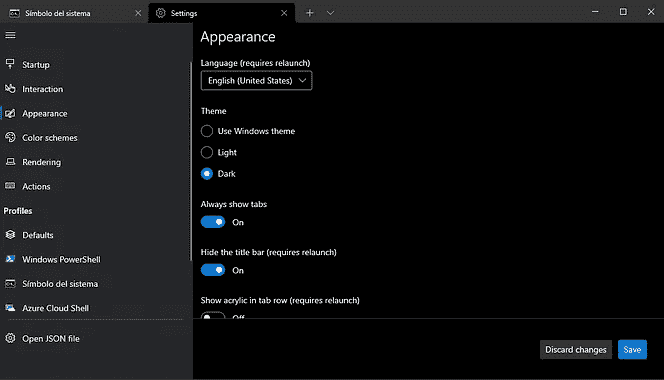 Símbolo del sistema
Settings
Startup
Interaction
Appearance
Color schemes
Rendering
Actions
Profiles
Defaults
Windows PowerShell
Símbolo del sistema
Azure Cloud Shell
Open JSON file
Appearance
Language (requires relaunch)
English (United States)
Theme
Use Windows theme
Light
Dark
Always show tabs
On
Hide the title bar (requires relaunch)
On
Show acrylic in tab row (requires relaunch)
Off
Discard changes
Save